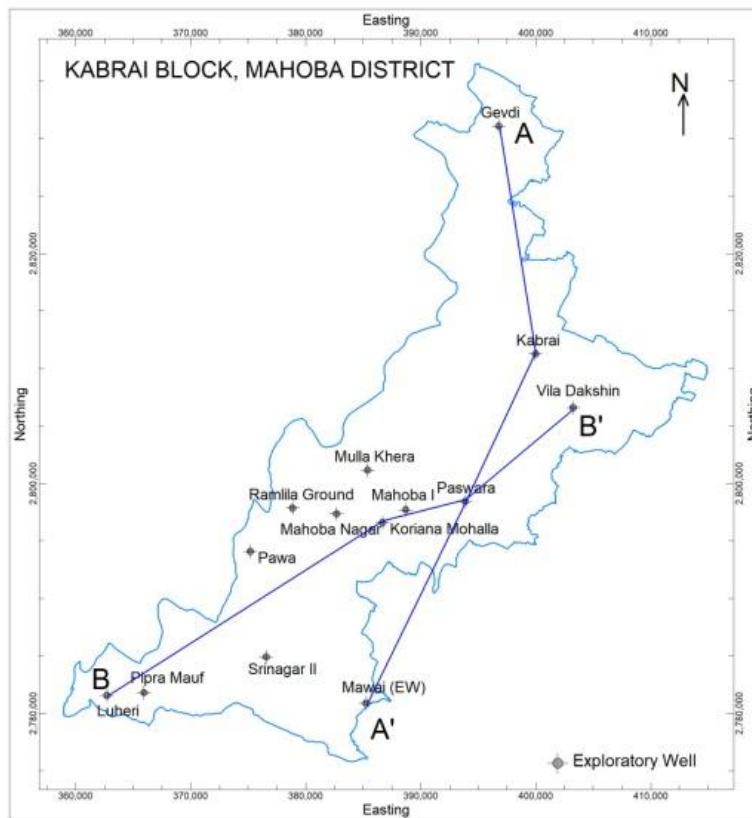 Easting
360,000 370,000 380,000 390,000 400,000 410,000
KABRAI BLOCK, MAHOBA DISTRICT
N
Gevdi
A
2,820,000
2,820,000
Kabrai
Vila Dakshin
B'
Northing
Northing
Mulla Khera
2,800,000
2,800,000
Ramlila Ground
Mahoba I
Paswara
Mahoba Nagar
Koriana Mohalla
Pawa
Srinagar II
B
Pipra Mauf
Luheri
Mawai (EW)
A'
2,780,000
2,780,000
Exploratory Well
360,000 370,000 380,000 390,000 400,000 410,000
Easting